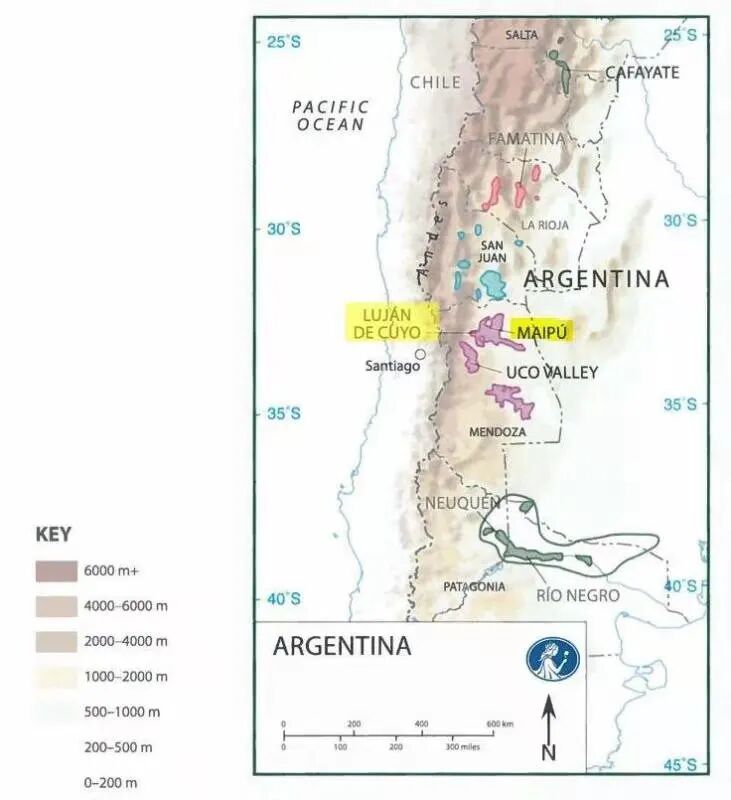 25°S
25°S
SALTA
CAFAYATE
CHILE
PACIFIC
OCEAN
FAMATINA
30°S
30°S
LA RIOJA
Andes
SAN
JUAN
ARGENTINA
LUJÁN
DE CUYO
MAIPÚ
Santiago
UCO VALLEY
35°S
35°S
MENDOZA
NEUQUÉN
KEY
6000 m+
PATAGONIA
RÍO NEGRO
40°S
40°S
4000–6000 m
2000–4000 m
ARGENTINA
1000–2000 m
500–1000 m
0 200 400 600 km
0 100 200 300 miles
200–500 m
N
45°S
0–200 m